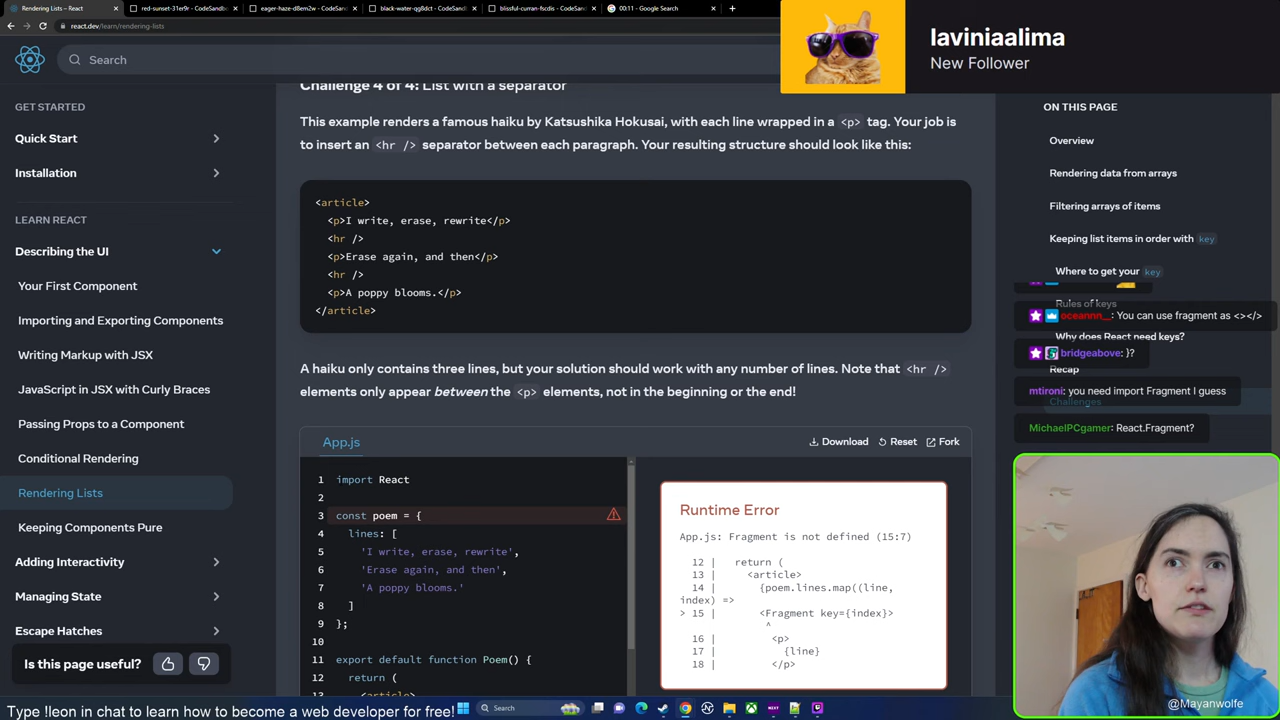 Rendering Lists – React
red-sunset-31er9r - CodeSandb
eager-haze-d8em2w - CodeSandb
black-water-qg8dct - CodeSandb
blissful-curran-fscdis - CodeSandb
00:11 - Google Search
react.dev/learn/rendering-lists
laviniaalima
New Follower
Search
GET STARTED
Quick Start
Installation
LEARN REACT
Describing the UI
Your First Component
Importing and Exporting Components
Writing Markup with JSX
JavaScript in JSX with Curly Braces
Passing Props to a Component
Conditional Rendering
Rendering Lists
Keeping Components Pure
Adding Interactivity
Managing State
Escape Hatches
Is this page useful?
Challenge 4 of 4: List with a separator
This example renders a famous haiku by Katsushika Hokusai, with each line wrapped in a <p> tag. Your job is
to insert an <hr /> separator between each paragraph. Your resulting structure should look like this:
<article>
<p>I write, erase, rewrite</p>
<hr />
<p>Erase again, and then</p>
<hr />
<p>A poppy blooms.</p>
</article>
A haiku only contains three lines, but your solution should work with any number of lines. Note that <hr />
elements only appear between the <p> elements, not in the beginning or the end!
App.js
Download
Reset
Fork
1 import React
2
3 const poem = {
4 lines: [
5 'I write, erase, rewrite',
6 'Erase again, and then',
7 'A poppy blooms.'
8 ]
9 };
10
11 export default function Poem() {
12 return (
13 <article>
Runtime Error
App.js: Fragment is not defined (15:7)
12 | return (
13 | <article>
14 | {poem.lines.map((line,
index) =>
> 15 | <Fragment key={index}>
^
16 | <p>
17 | {line}
18 | </p>
ON THIS PAGE
Overview
Rendering data from arrays
Filtering arrays of items
Keeping list items in order with key
Where to get your key
Rules of keys
oceannn__: You can use fragment as <></>
Why does React need keys?
bridgeabove: }?
Recap
mtironi: you need import Fragment I guess
Challenges
MichaelPCgamer: React.Fragment?
@Mayanwolfe
Type !leon in chat to learn how to become a web developer for free!
Search